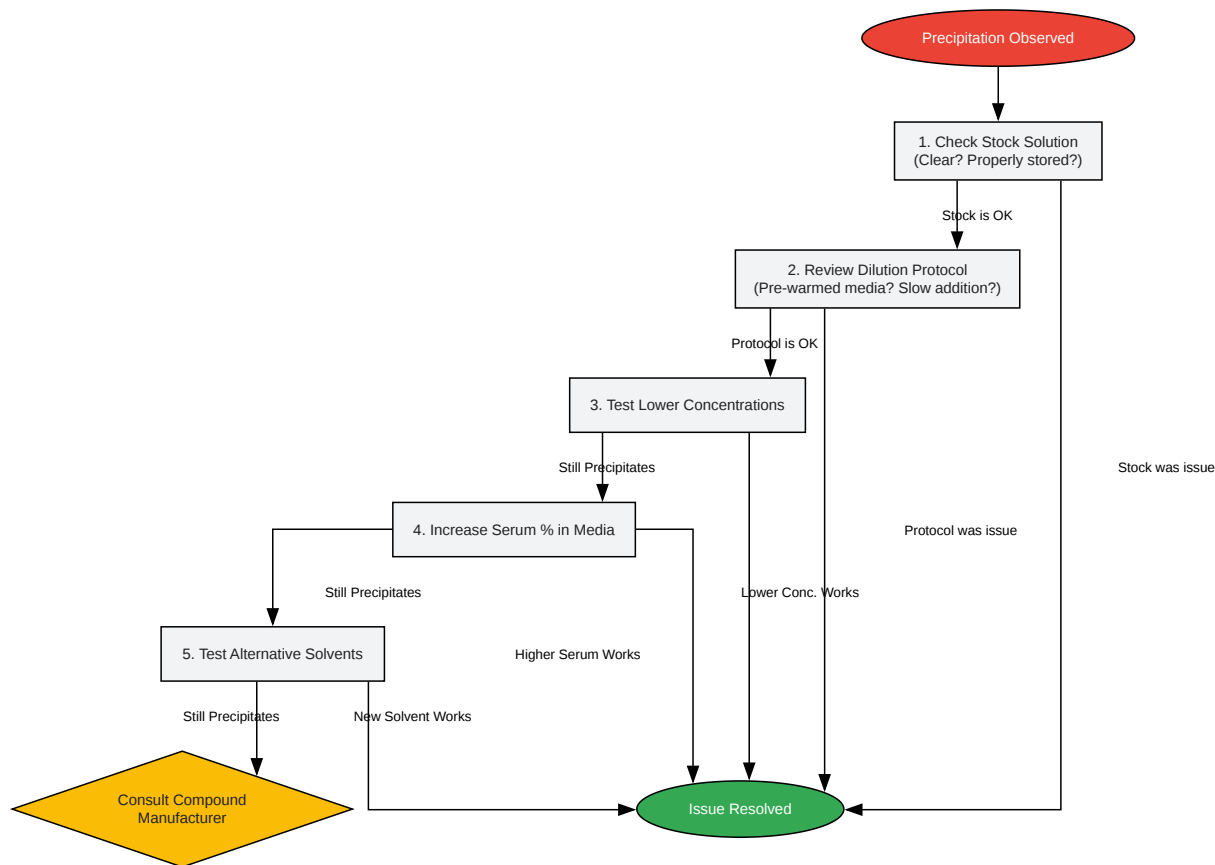 Precipitation Observed
1. Check Stock Solution
(Clear? Properly stored?)
Stock is OK
2. Review Dilution Protocol
(Pre-warmed media? Slow addition?)
Protocol is OK
3. Test Lower Concentrations
Still Precipitates
Stock was issue
4. Increase Serum % in Media
Protocol was issue
Still Precipitates
Lower Conc. Works
5. Test Alternative Solvents
Higher Serum Works
Still Precipitates
New Solvent Works
Consult Compound
Manufacturer
Issue Resolved